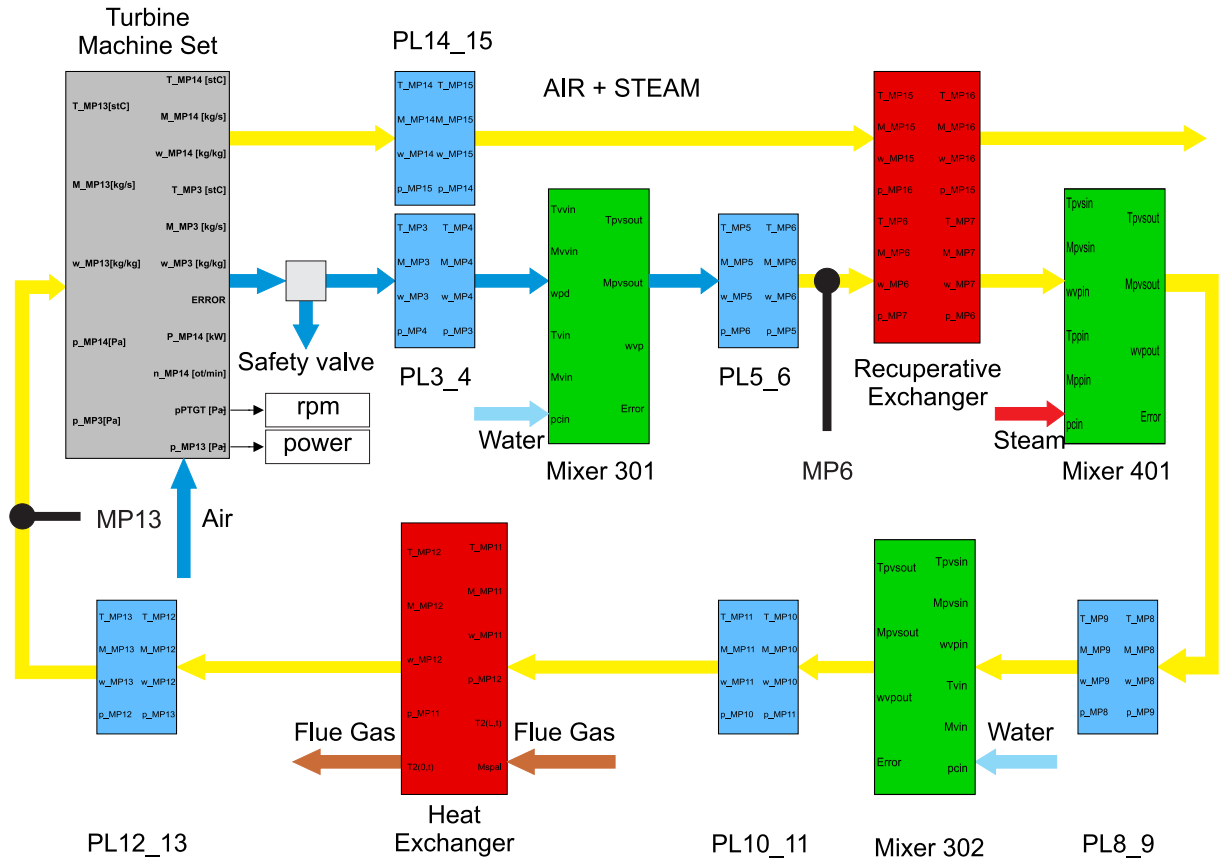 Turbine
Machine Set
T_MP13[stC]
M_MP13[kg/s]
w_MP13[kg/kg]
p_MP14[Pa]
p_MP3[Pa]
T_MP14 [stC]
M_MP14 [kg/s]
w_MP14 [kg/kg]
T_MP3 [stC]
M_MP3 [kg/s]
w_MP3 [kg/kg]
ERROR
P_MP14 [kW]
n_MP14 [ot/min]
pPTGT [Pa]
p_MP13 [Pa]
rpm
power
Safety valve
PL14_15
T_MP14 T_MP15
M_MP14 M_MP15
w_MP14 w_MP15
p_MP15 p_MP14
AIR + STEAM
T_MP3 T_MP4
M_MP3 M_MP4
w_MP3 w_MP4
p_MP4 p_MP3
PL3_4
Tvvin
Mvvin
wpd
Tvin
Mvin
pcin
Tpvsout
Mpvsout
wvp
Error
Water
Mixer 301
T_MP5 T_MP6
M_MP5 M_MP6
w_MP5 w_MP6
p_MP6 p_MP5
PL5_6
MP6
T_MP15 T_MP16
M_MP15 M_MP16
w_MP15 w_MP16
p_MP16 p_MP15
T_MP6 T_MP7
M_MP6 M_MP7
w_MP6 w_MP7
p_MP7 p_MP6
Recuperative
Exchanger
Tpvsin
Mpvsin
wvpin
Tppin
Mppin
pcin
Tpvsout
Mpvsout
wvpout
Error
Steam
Mixer 401
MP13
Air
T_MP13 T_MP12
M_MP13 M_MP12
w_MP13 w_MP12
p_MP12 p_MP13
PL12_13
T_MP12
M_MP12
w_MP12
p_MP11
T2(0,t)
T_MP11
M_MP11
w_MP11
p_MP12
T2(L,t)
Mspal
Flue Gas
Flue Gas
Heat
Exchanger
T_MP11 T_MP10
M_MP11 M_MP10
w_MP11 w_MP10
p_MP10 p_MP11
PL10_11
Tpvsout
Mpvsout
wvpout
Error
Tpvsin
Mpvsin
wvpin
Tvin
Mvin
pcin
Water
Mixer 302
T_MP9 T_MP8
M_MP9 M_MP8
w_MP9 w_MP8
p_MP8 p_MP9
PL8_9